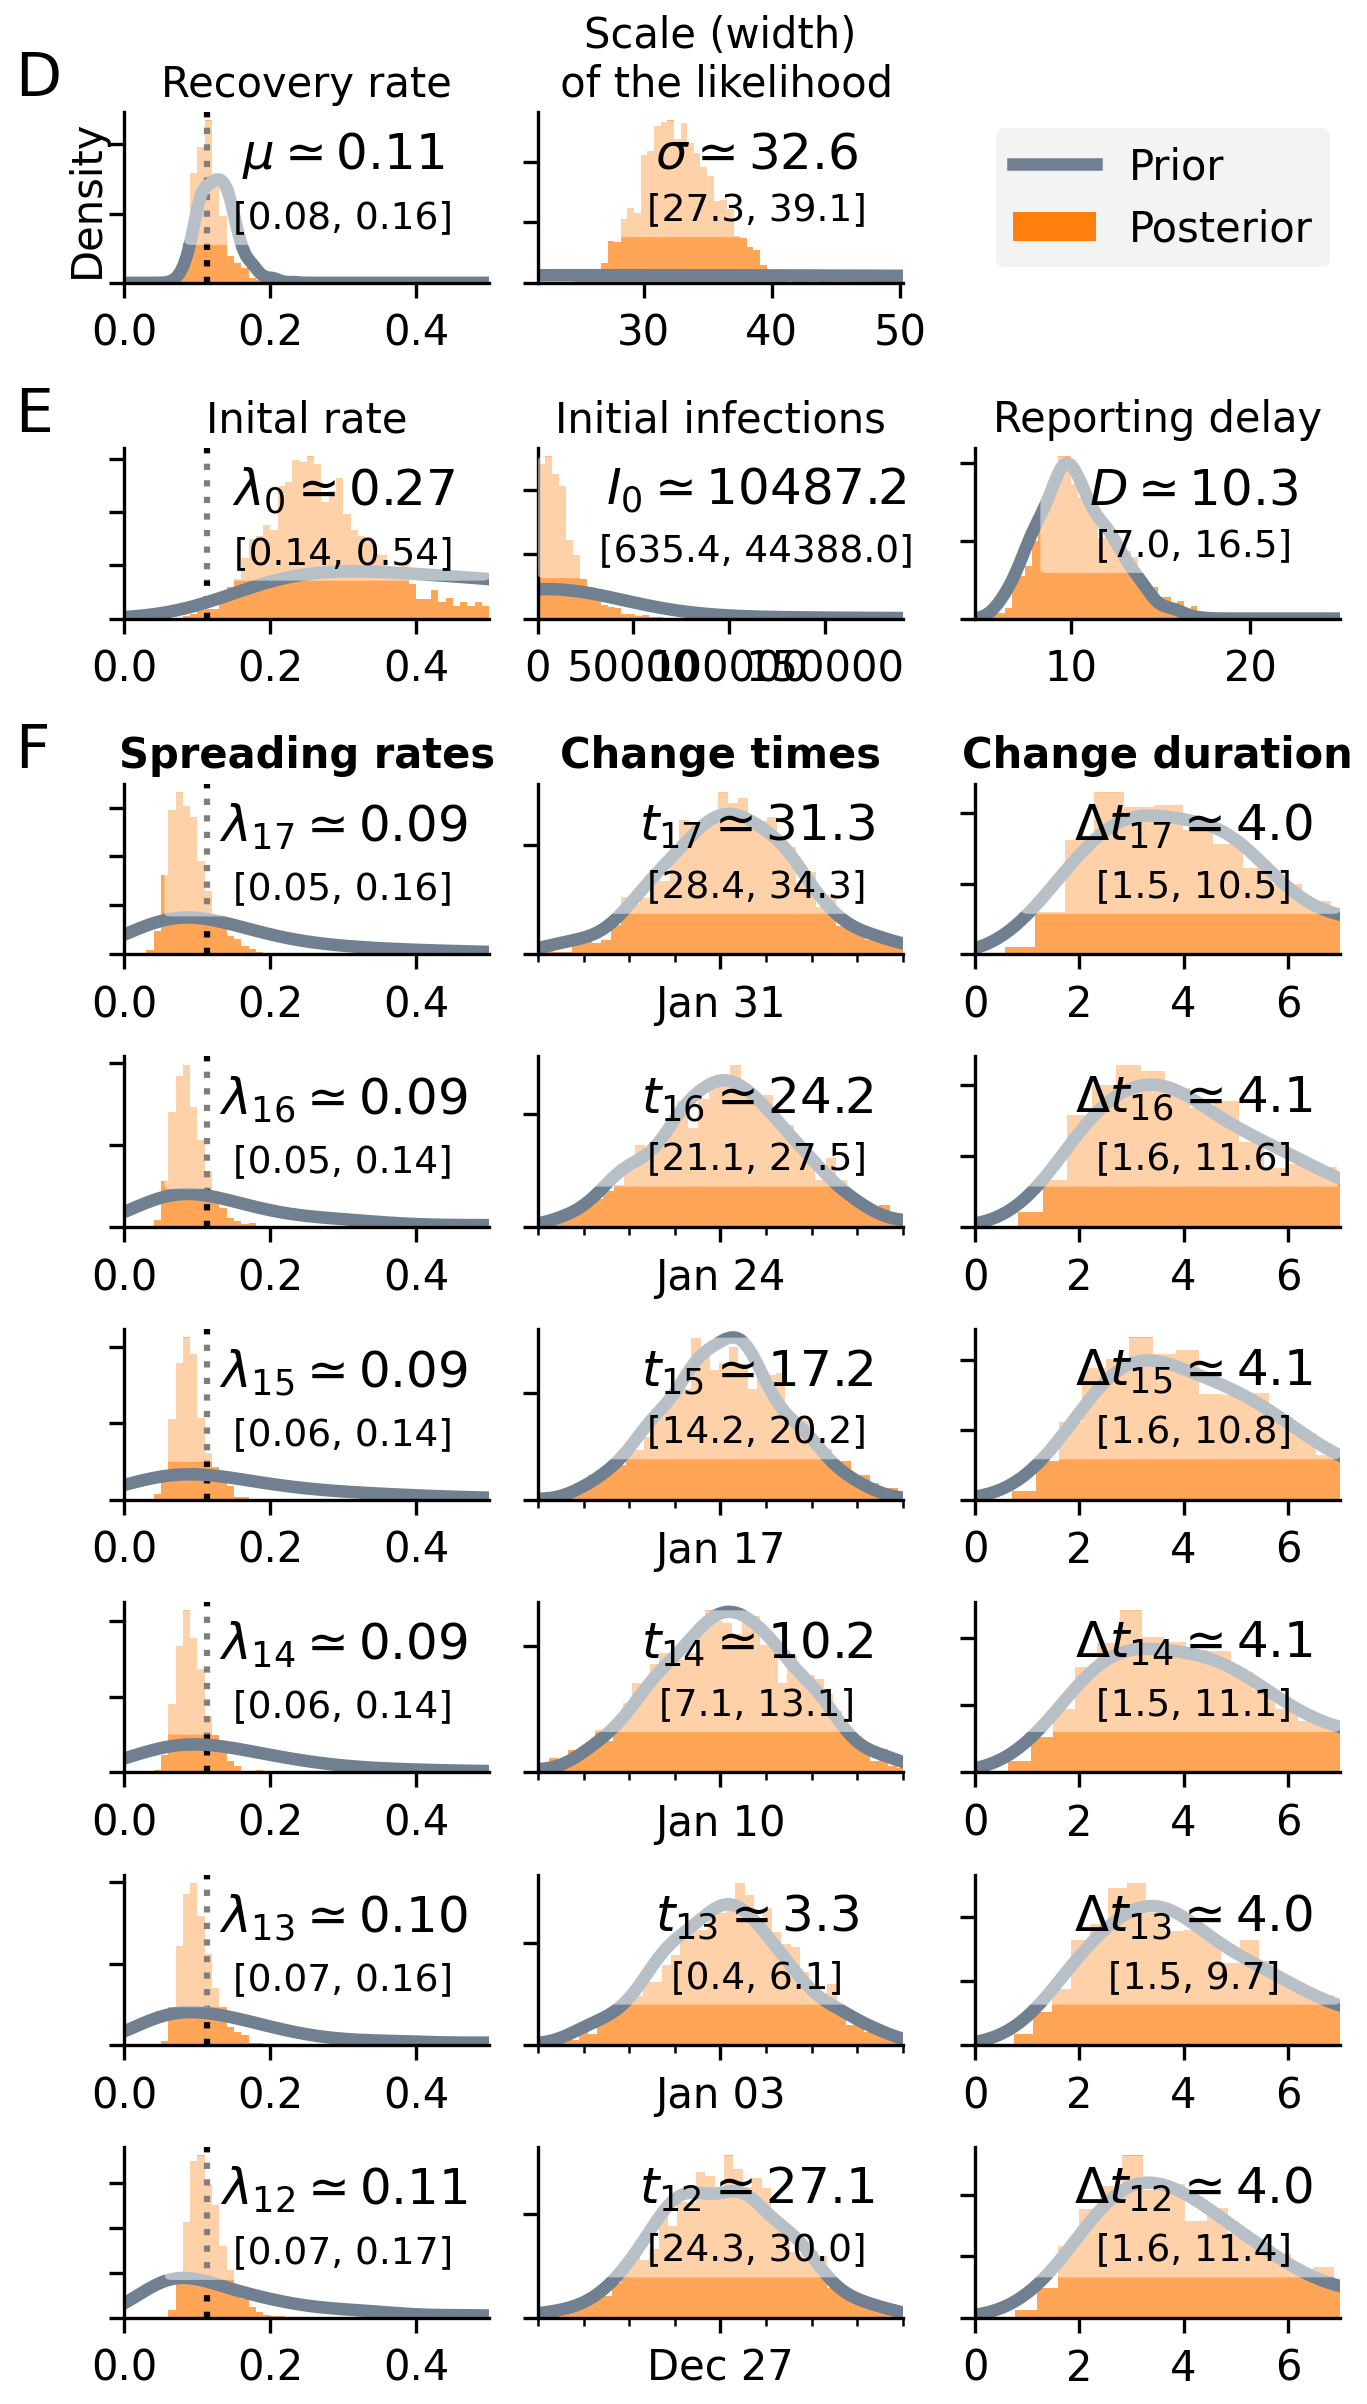 D
Recovery rate
Scale (width)
of the likelihood
Density
μ ≃ 0.11
[0.08, 0.16]
σ ≃ 32.6
[27.3, 39.1]
Prior
Posterior
0.0 0.2 0.4
30 40 50
E
Inital rate
Initial infections
Reporting delay
λ0 ≃ 0.27
[0.14, 0.54]
I0 ≃ 10487.2
[635.4, 44388.0]
D ≃ 10.3
[7.0, 16.5]
0.0 0.2 0.4
0 50000 100000 150000
10 20
F
Spreading rates
Change times
Change duration
λ17 ≃ 0.09
[0.05, 0.16]
t17 ≃ 31.3
[28.4, 34.3]
Δt17 ≃ 4.0
[1.5, 10.5]
0.0 0.2 0.4
Jan 31
0 2 4 6
λ16 ≃ 0.09
[0.05, 0.14]
t16 ≃ 24.2
[21.1, 27.5]
Δt16 ≃ 4.1
[1.6, 11.6]
0.0 0.2 0.4
Jan 24
0 2 4 6
λ15 ≃ 0.09
[0.06, 0.14]
t15 ≃ 17.2
[14.2, 20.2]
Δt15 ≃ 4.1
[1.6, 10.8]
0.0 0.2 0.4
Jan 17
0 2 4 6
λ14 ≃ 0.09
[0.06, 0.14]
t14 ≃ 10.2
[7.1, 13.1]
Δt14 ≃ 4.1
[1.5, 11.1]
0.0 0.2 0.4
Jan 10
0 2 4 6
λ13 ≃ 0.10
[0.07, 0.16]
t13 ≃ 3.3
[0.4, 6.1]
Δt13 ≃ 4.0
[1.5, 9.7]
0.0 0.2 0.4
Jan 03
0 2 4 6
λ12 ≃ 0.11
[0.07, 0.17]
t12 ≃ 27.1
[24.3, 30.0]
Δt12 ≃ 4.0
[1.6, 11.4]
0.0 0.2 0.4
Dec 27
0 2 4 6